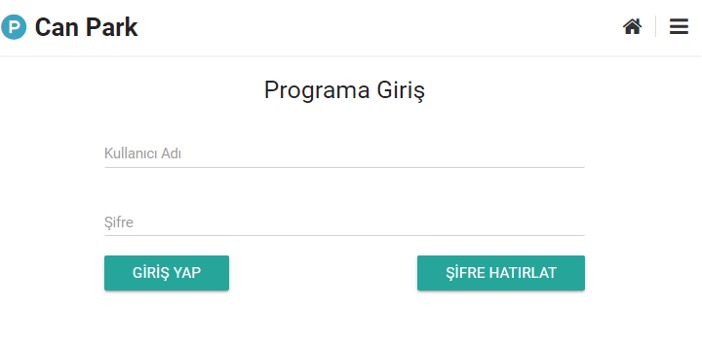 P Can Park
Programa Giriş
Kullanıcı Adı
Şifre
GİRİŞ YAP
ŞİFRE HATIRLAT